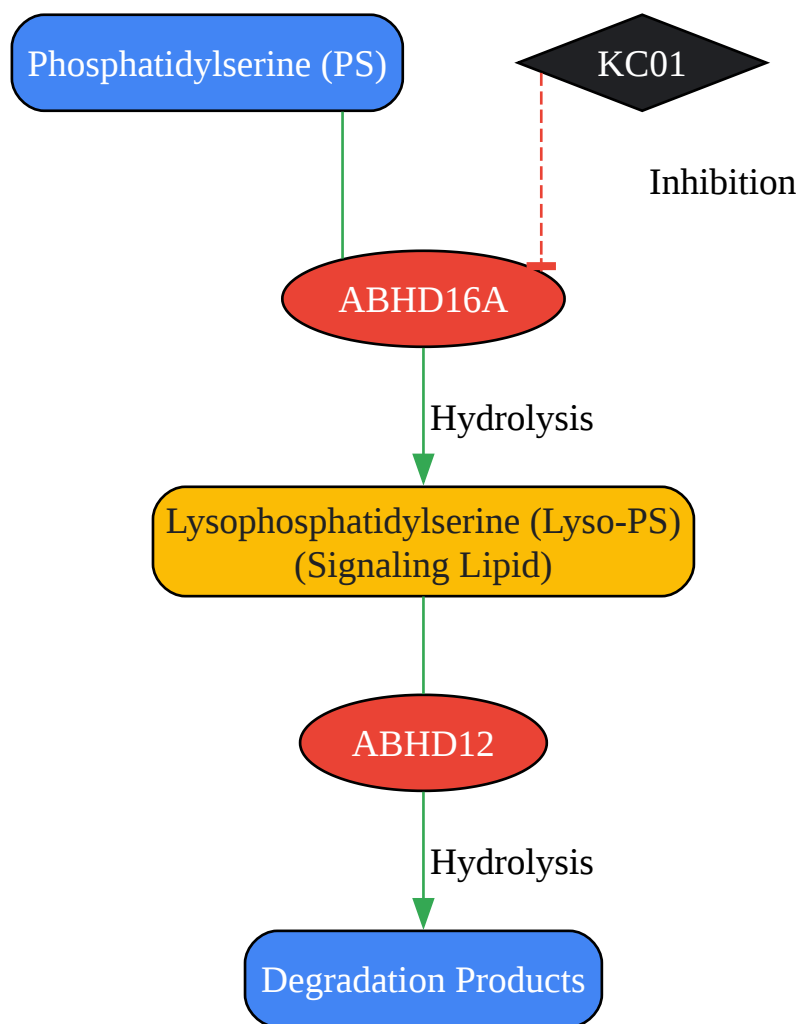 Phosphatidylserine (PS)
KC01
Inhibition
ABHD16A
Hydrolysis
Lysophosphatidylserine (Lyso-PS)
(Signaling Lipid)
ABHD12
Hydrolysis
Degradation Products